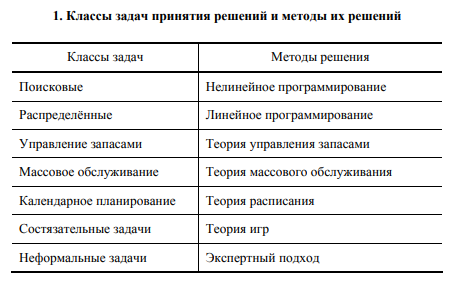 1. Классы задач принятия решений и методы их решений
Классы задач Методы решения
Поисковые Нелинейное программирование
Распределённые Линейное программирование
Управление запасами Теория управления запасами
Массовое обслуживание Теория массового обслуживания
Календарное планирование Теория расписания
Состязательные задачи Теория игр
Неформальные задачи Экспертный подход